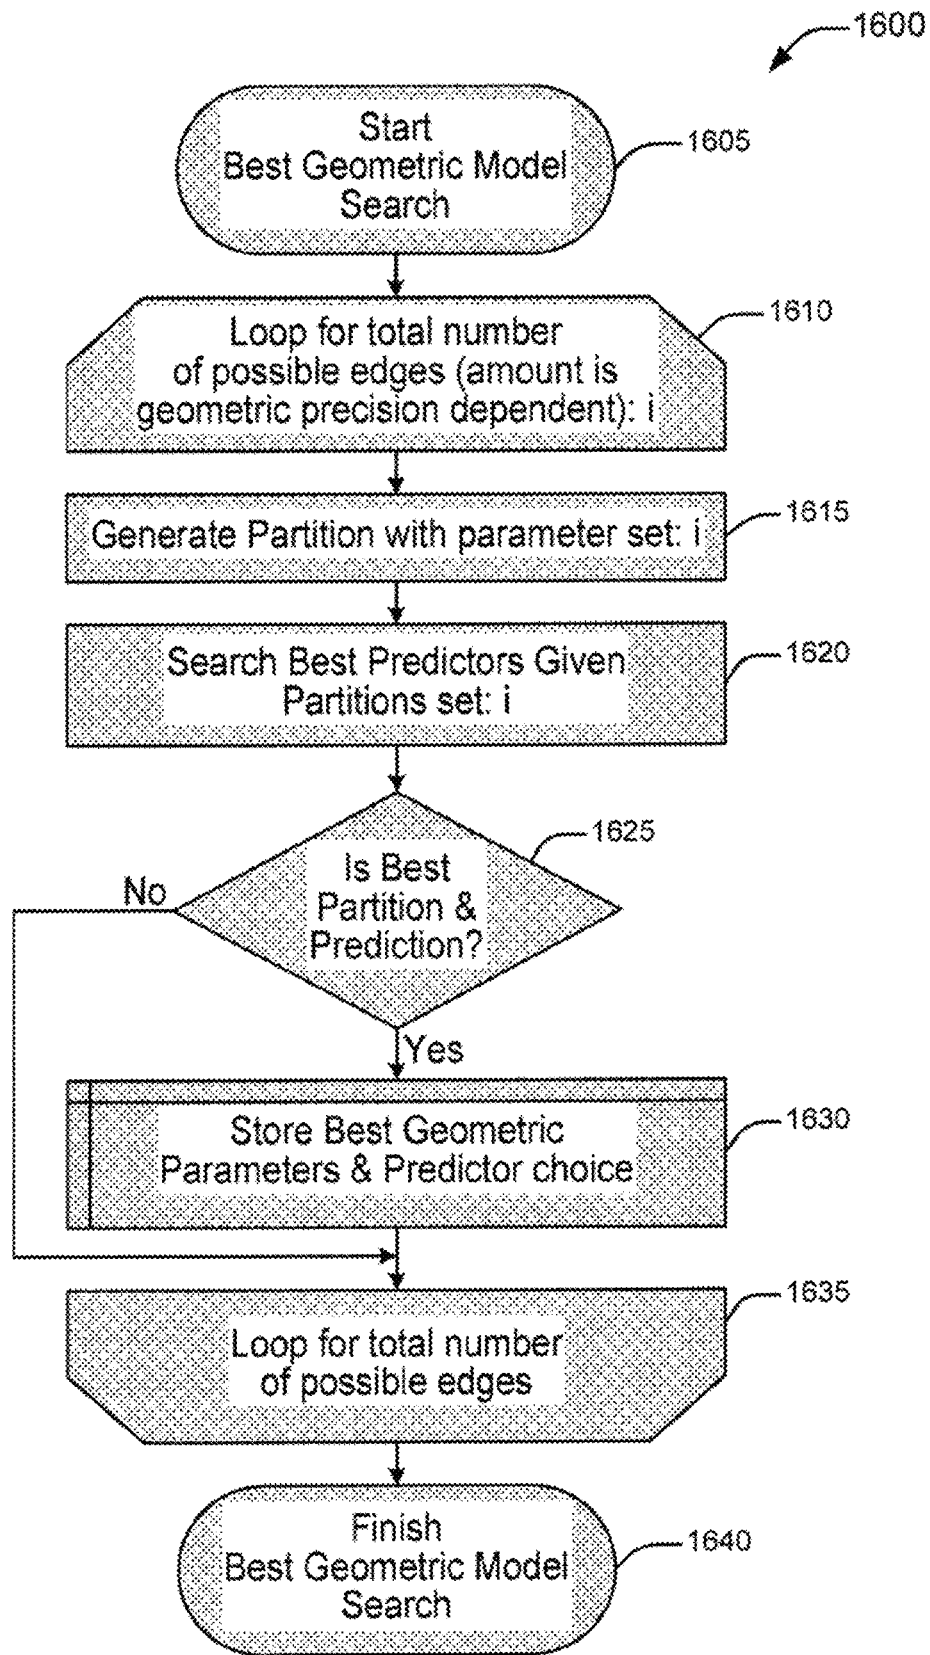 1600
Start
Best Geometric Model
Search
1605
Loop for total number
of possible edges (amount is
geometric precision dependent): i
1610
Generate Partition with parameter set: i
1615
Search Best Predictors Given
Partitions set: i
1620
Is Best
Partition &
Prediction?
1625
No
Yes
Store Best Geometric
Parameters & Predictor choice
1630
Loop for total number
of possible edges
1635
Finish
Best Geometric Model
Search
1640